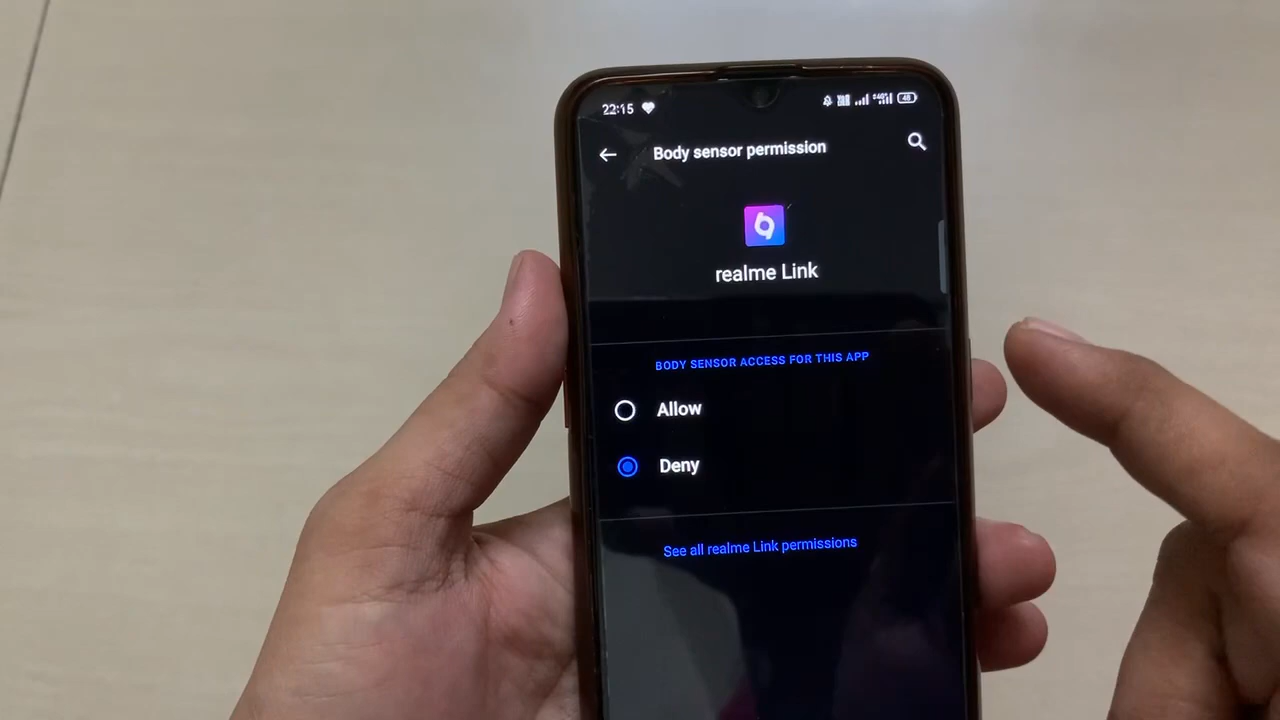 22:15
48
Body sensor permission
realme Link
BODY SENSOR ACCESS FOR THIS APP
Allow
Deny
See all realme Link permissions